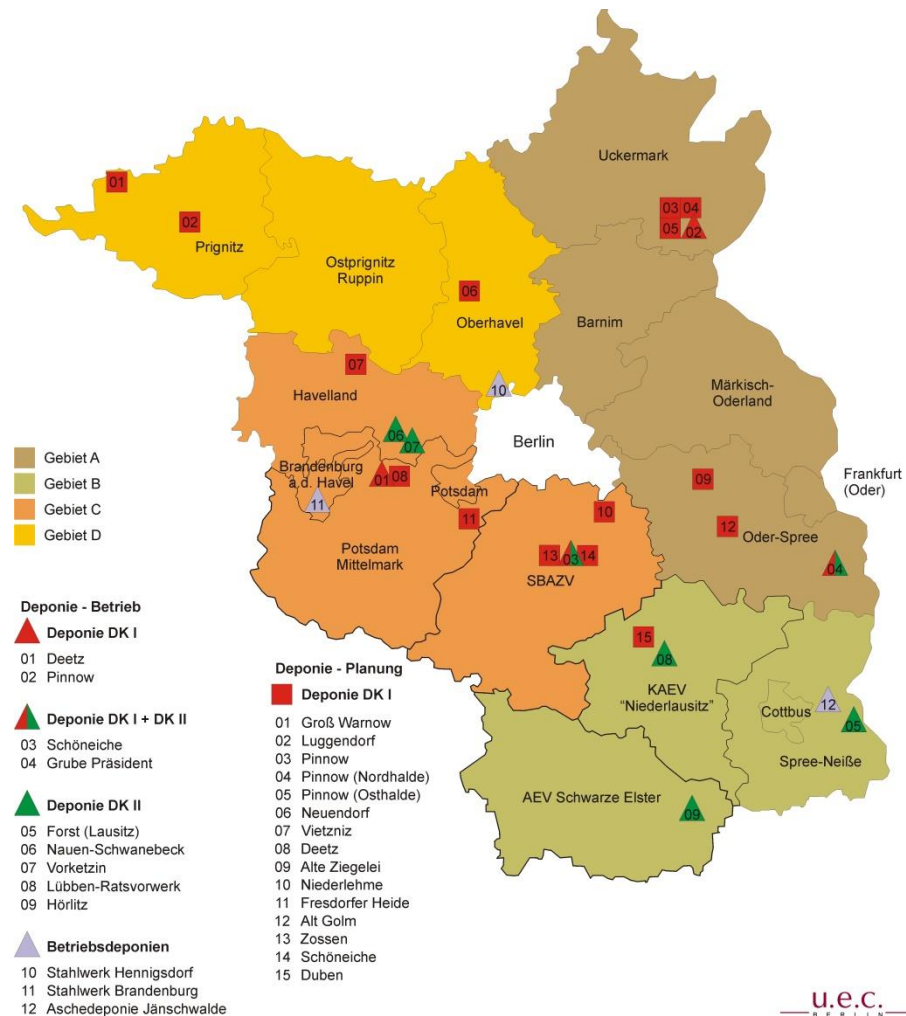 Uckermark
01
03 04
05 02
02
Prignitz
Ostprignitz
Ruppin
06
Oberhavel
Barnim
07
10
Märkisch-
Oderland
Havelland
06
07
Berlin
Gebiet A
Gebiet B
Gebiet C
Gebiet D
Brandenburg
a.d. Havel
01 08
Potsdam
11
11
10
09
Frankfurt
(Oder)
12
Oder-Spree
Potsdam
Mittelmark
13 03 14
SBAZV
04
15
08
KAEV
"Niederlausitz"
Cottbus
12
05
Spree-Neiße
AEV Schwarze Elster
09
Deponie - Betrieb
Deponie DK I
01 Deetz
02 Pinnow
Deponie DK I + DK II
03 Schöneiche
04 Grube Präsident
Deponie DK II
05 Forst (Lausitz)
06 Nauen-Schwanebeck
07 Vorketzin
08 Lübben-Ratsvorwerk
09 Hörlitz
Betriebsdeponien
10 Stahlwerk Hennigsdorf
11 Stahlwerk Brandenburg
12 Aschedeponie Jänschwalde
Deponie - Planung
Deponie DK I
01 Groß Warnow
02 Luggendorf
03 Pinnow
04 Pinnow (Nordhalde)
05 Pinnow (Osthalde)
06 Neuendorf
07 Vietzniz
08 Deetz
09 Alte Ziegelei
10 Niederlehme
11 Fresdorfer Heide
12 Alt Golm
13 Zossen
14 Schöneiche
15 Duben
u.e.c.
BERLIN